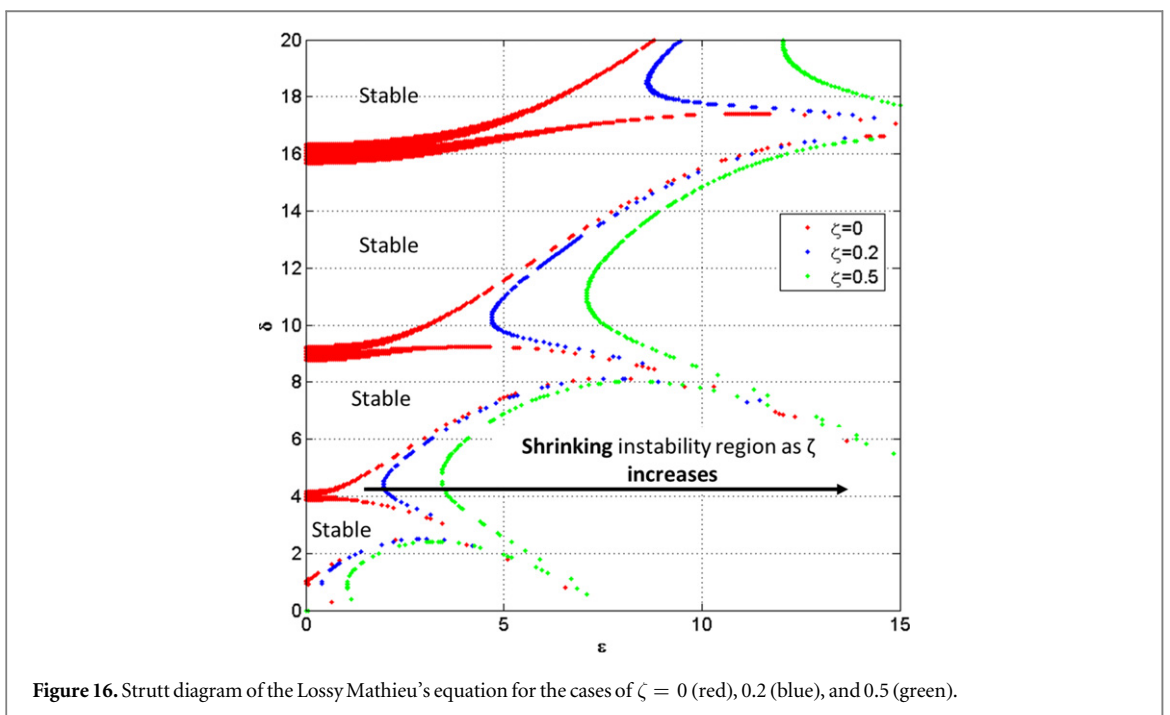 20
18
16
14
12
10
8
6
4
2
0
δ
Stable
Stable
Stable
Stable
ζ=0
ζ=0.2
ζ=0.5
Shrinking instability region as ζ
increases
0
5
10
15
ε
Figure 16. Strutt diagram of the Lossy Mathieu's equation for the cases of ζ = 0 (red), 0.2 (blue), and 0.5 (green).